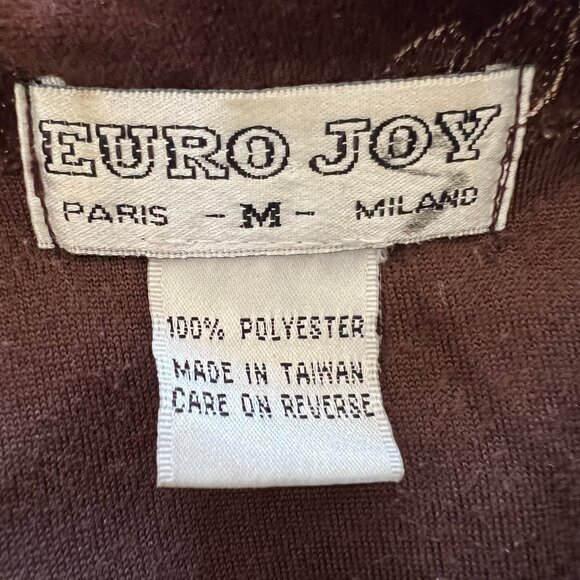 EURO JOY
PARIS - M - MILAND
100% POLYESTER
MADE IN TAIWAN
CARE ON REVERSE